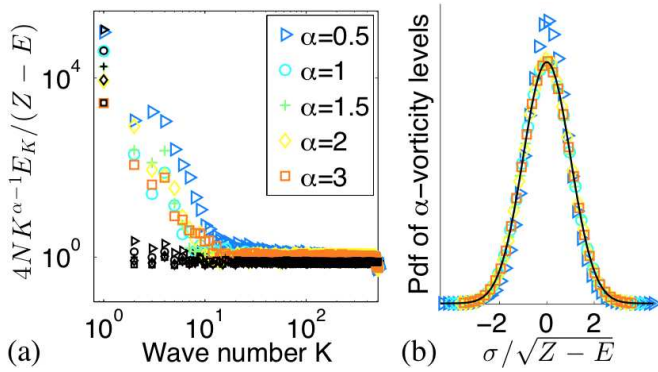 4NK^{α−1}E_K/(Z − E)
10^4
10^0
α=0.5
α=1
α=1.5
α=2
α=3
10^0 10^1 10^2
(a) Wave number K
Pdf of α−vorticity levels
−2 0 2
(b) σ/√(Z − E)